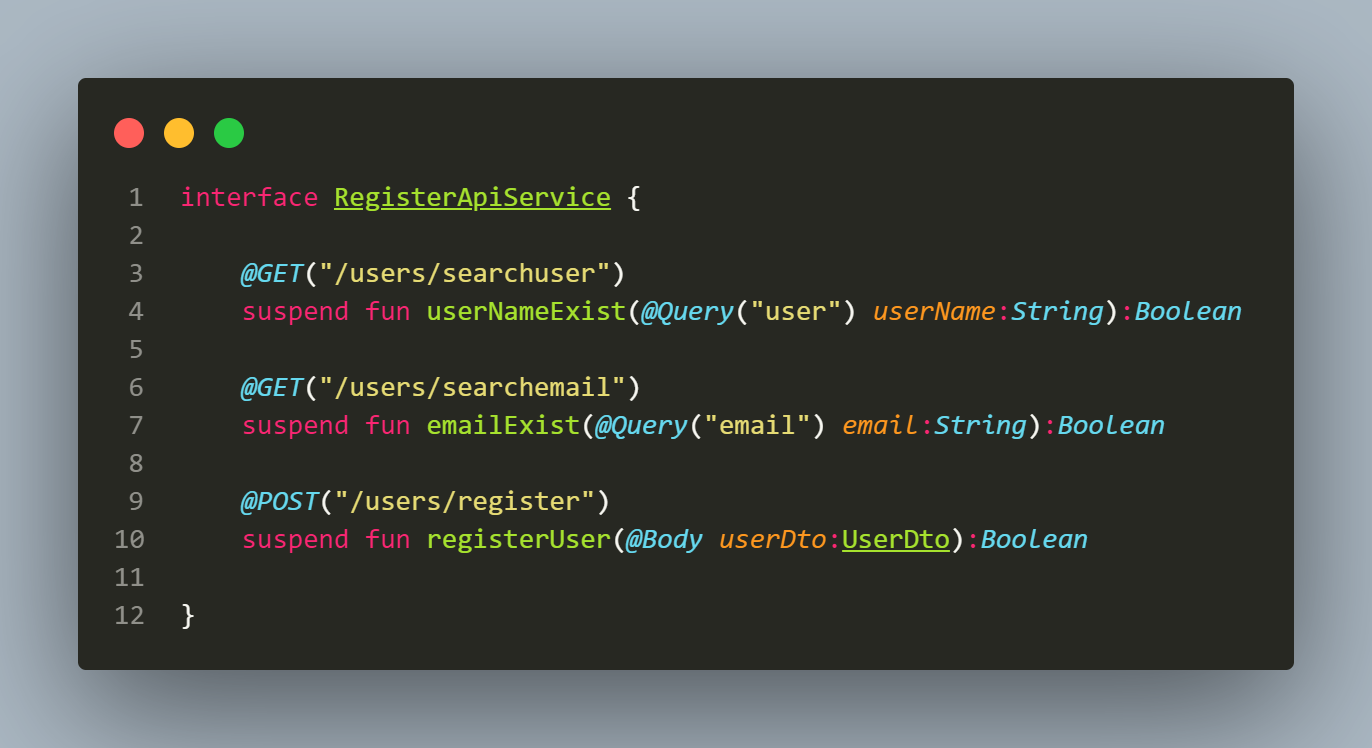 1 interface RegisterApiService {
2
3 @GET("/users/searchuser")
4 suspend fun userNameExist(@Query("user") userName:String):Boolean
5
6 @GET("/users/searchemail")
7 suspend fun emailExist(@Query("email") email:String):Boolean
8
9 @POST("/users/register")
10 suspend fun registerUser(@Body userDto:UserDto):Boolean
11
12 }